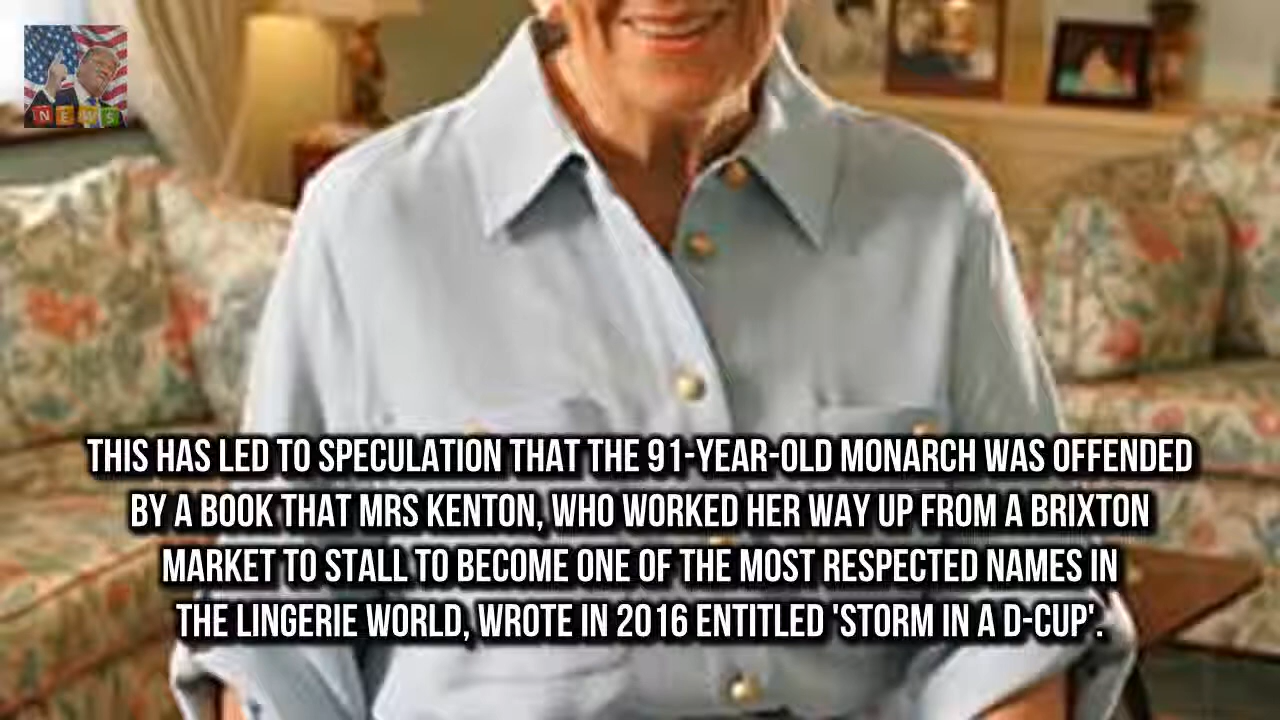 NEWS
THIS HAS LED TO SPECULATION THAT THE 91-YEAR-OLD MONARCH WAS OFFENDED
BY A BOOK THAT MRS KENTON, WHO WORKED HER WAY UP FROM A BRIXTON
MARKET TO STALL TO BECOME ONE OF THE MOST RESPECTED NAMES IN
THE LINGERIE WORLD, WROTE IN 2016 ENTITLED 'STORM IN A D-CUP'.